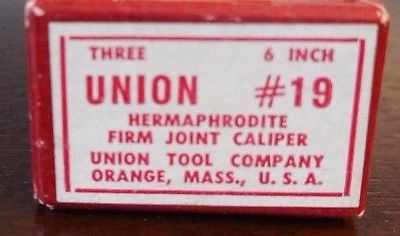 THREE 6 INCH
UNION #19
HERMAPHRODITE
FIRM JOINT CALIPER
UNION TOOL COMPANY
ORANGE, MASS., U. S. A.